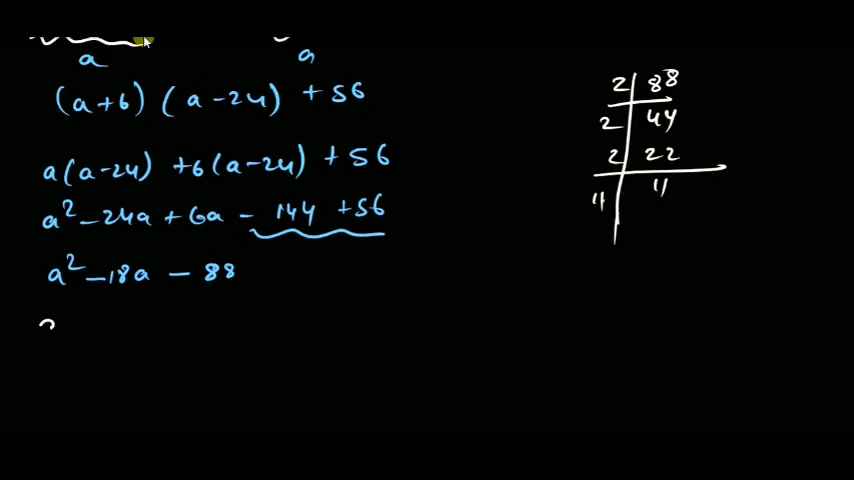 a a
(a+6) (a-24) +56
a(a-24) +6(a-24) +56
a² -24a +6a - 144 +56
a² -18a - 88
2 88
2 44
2 22
11 11